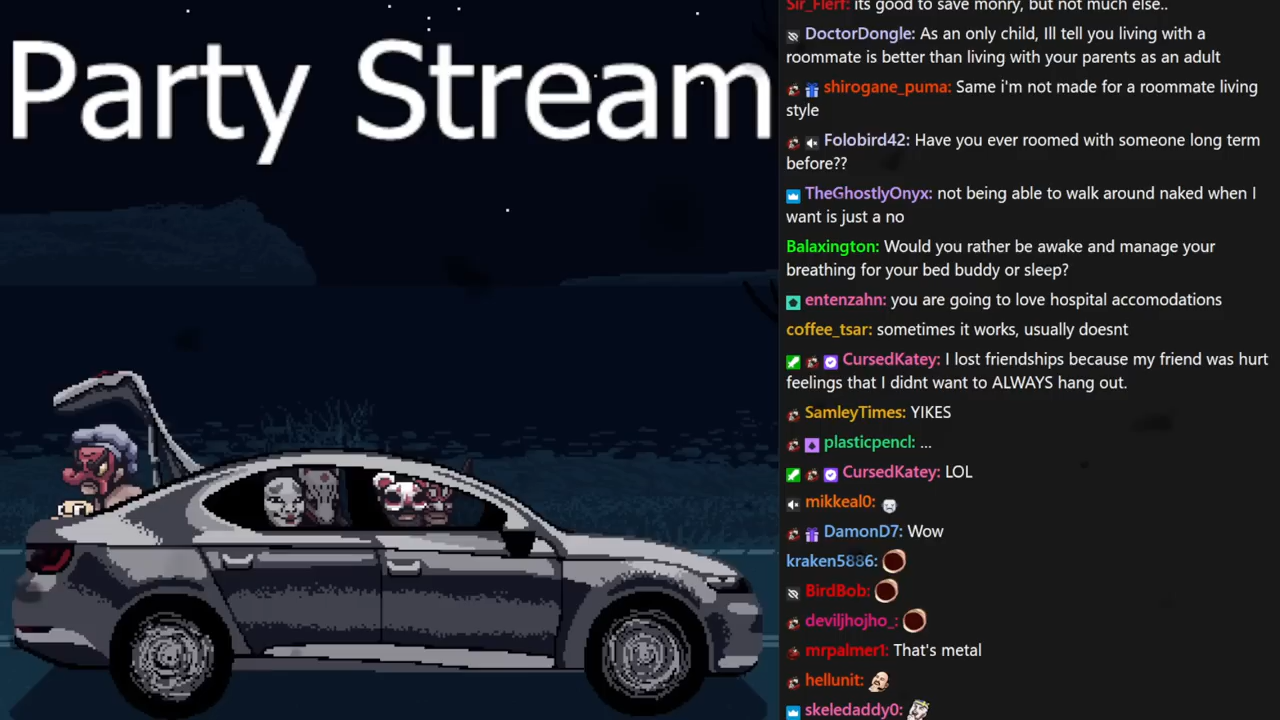 Party Stream
Sir_Flerf: its good to save monry, but not much else..
DoctorDongle: As an only child, Ill tell you living with a
roommate is better than living with your parents as an adult
shirogane_puma: Same i'm not made for a roommate living
style
Folobird42: Have you ever roomed with someone long term
before??
TheGhostlyOnyx: not being able to walk around naked when I
want is just a no
Balaxington: Would you rather be awake and manage your
breathing for your bed buddy or sleep?
entenzahn: you are going to love hospital accomodations
coffee_tsar: sometimes it works, usually doesnt
CursedKatey: I lost friendships because my friend was hurt
feelings that I didnt want to ALWAYS hang out.
SamleyTimes: YIKES
plasticpencl: ...
CursedKatey: LOL
mikkeal0:
DamonD7: Wow
kraken5886:
BirdBob:
deviljhojho_:
mrpalmer1: That's metal
hellunit:
skeledaddy0: